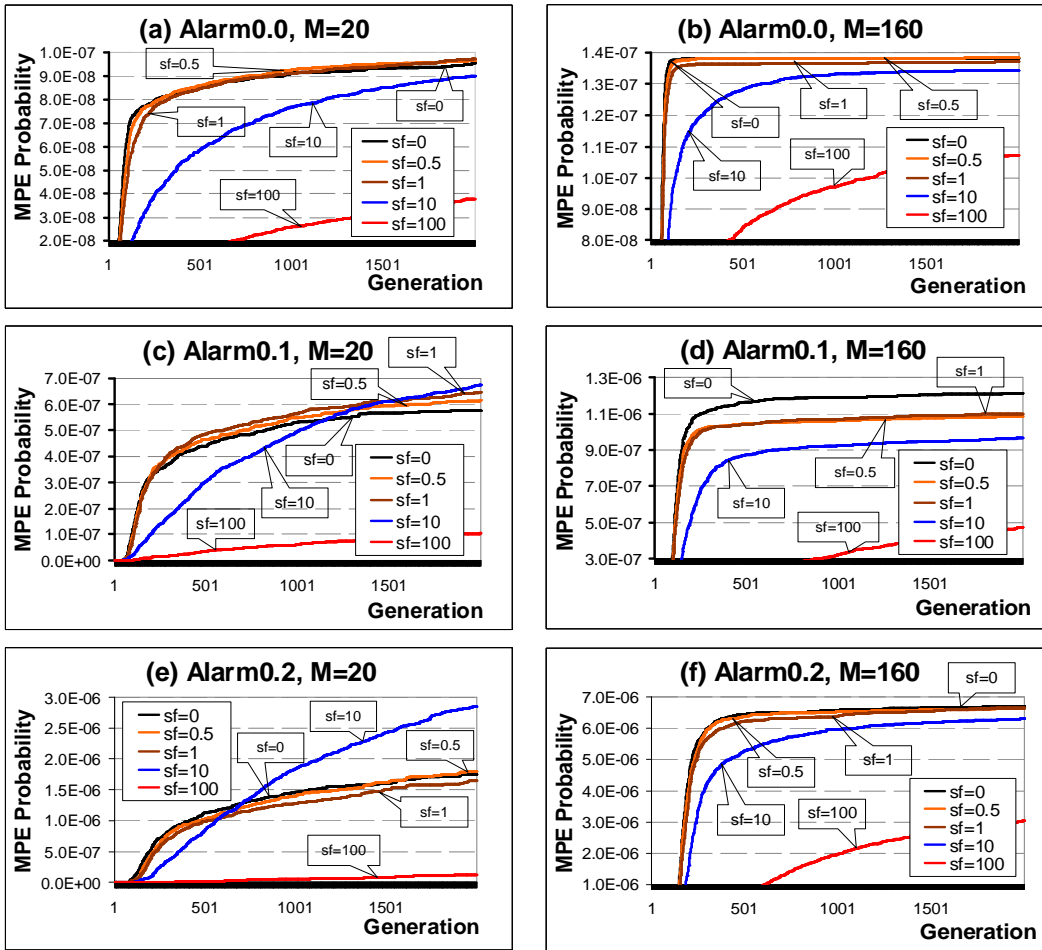 (a) Alarm0.0, M=20
MPE Probability
1.0E-07
9.0E-08
8.0E-08
7.0E-08
6.0E-08
5.0E-08
4.0E-08
3.0E-08
2.0E-08
sf=0.5
sf=0
sf=1
sf=10
sf=100
sf=0
sf=0.5
sf=1
sf=10
sf=100
1 501 1001 1501
Generation
(b) Alarm0.0, M=160
MPE Probability
1.4E-07
1.3E-07
1.2E-07
1.1E-07
1.0E-07
9.0E-08
8.0E-08
sf=1
sf=0.5
sf=0
sf=10
sf=100
sf=0
sf=0.5
sf=1
sf=10
sf=100
1 501 1001 1501
Generation
(c) Alarm0.1, M=20
MPE Probability
7.0E-07
6.0E-07
5.0E-07
4.0E-07
3.0E-07
2.0E-07
1.0E-07
0.0E+00
sf=1
sf=0.5
sf=0
sf=10
sf=100
sf=0
sf=0.5
sf=1
sf=10
sf=100
1 501 1001 1501
Generation
(d) Alarm0.1, M=160
MPE Probability
1.3E-06
1.1E-06
9.0E-07
7.0E-07
5.0E-07
3.0E-07
sf=0
sf=1
sf=0.5
sf=10
sf=100
sf=0
sf=0.5
sf=1
sf=10
sf=100
1 501 1001 1501
Generation
(e) Alarm0.2, M=20
MPE Probability
3.0E-06
2.5E-06
2.0E-06
1.5E-06
1.0E-06
5.0E-07
0.0E+00
sf=0
sf=0.5
sf=1
sf=10
sf=100
sf=10
sf=0
sf=0.5
sf=1
sf=100
1 501 1001 1501
Generation
(f) Alarm0.2, M=160
MPE Probability
7.0E-06
6.0E-06
5.0E-06
4.0E-06
3.0E-06
2.0E-06
1.0E-06
sf=0
sf=1
sf=0.5
sf=10
sf=100
sf=0
sf=0.5
sf=1
sf=10
sf=100
1 501 1001 1501
Generation